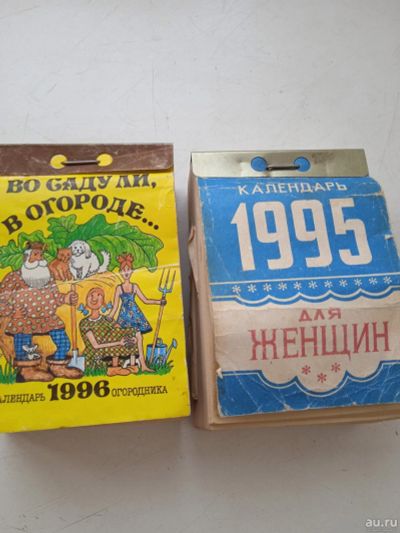 ВО САДУ ЛИ,
В ОГОРОДЕ...
КАЛЕНДАРЬ 1996 ОГОРОДНИКА
КАЛЕНДАРЬ
1995
ДЛЯ
ЖЕНЩИН
au.ru